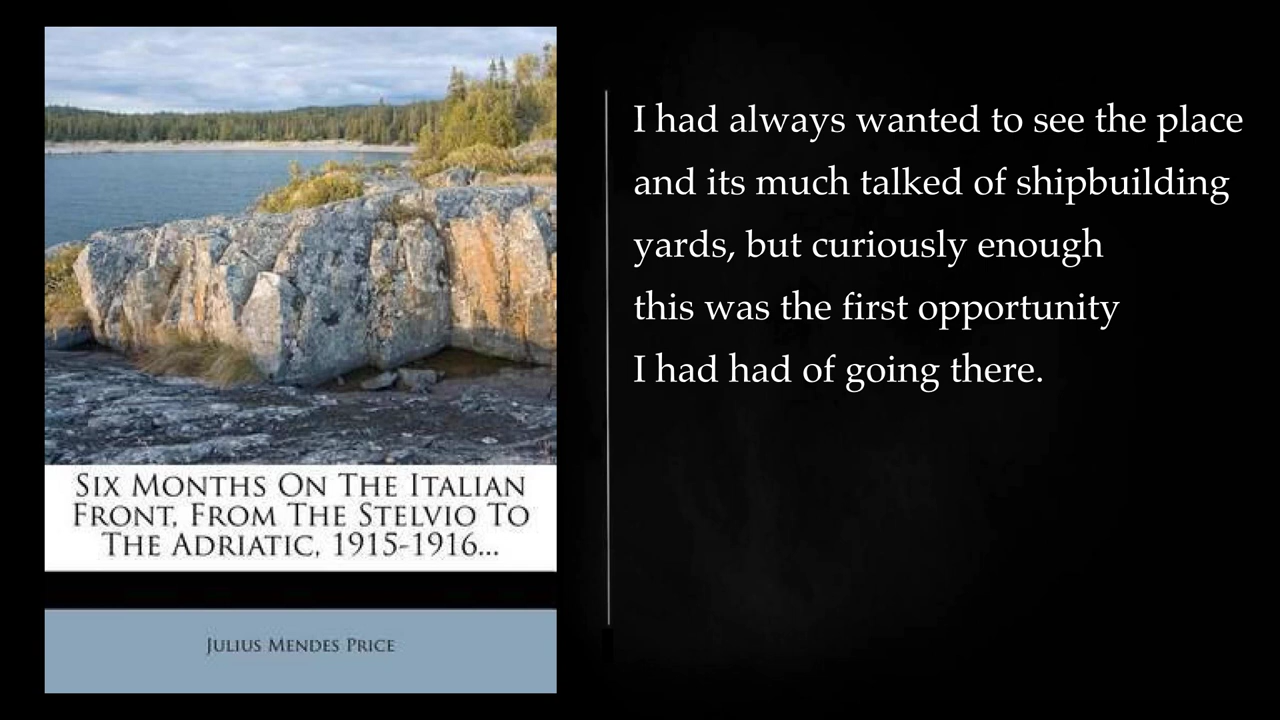 I had always wanted to see the place
and its much talked of shipbuilding
yards, but curiously enough
this was the first opportunity
I had had of going there.
Six Months On The Italian
Front, From The Stelvio To
The Adriatic, 1915-1916...
Julius Mendes Price